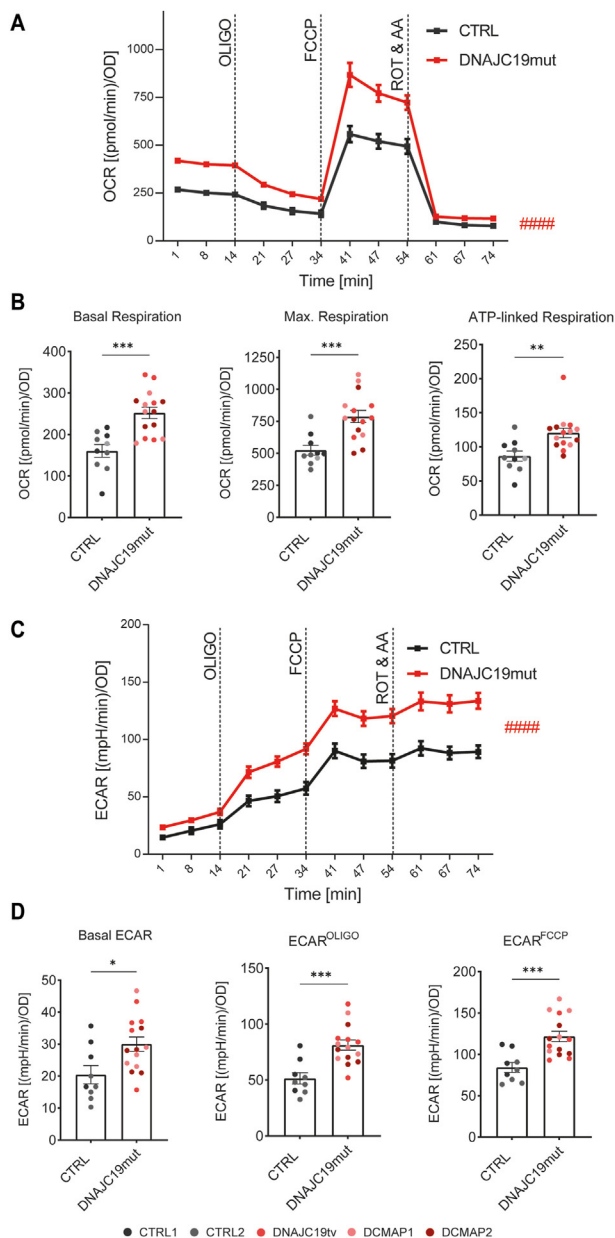 A
OCR [(pmol/min)/OD]
1000
750
500
250
0
OLIGO
FCCP
ROT & AA
CTRL
DNAJC19mut
####
1 8 14 21 27 34 41 47 54 61 67 74
Time [min]
B
Basal Respiration
OCR [(pmol/min)/OD]
400
300
200
100
0
***
CTRL
DNAJC19mut
Max. Respiration
OCR [(pmol/min)/OD]
1250
1000
750
500
250
0
***
CTRL
DNAJC19mut
ATP-linked Respiration
OCR [(pmol/min)/OD]
250
200
150
100
50
0
**
CTRL
DNAJC19mut
C
ECAR [(mpH/min)/OD]
200
150
100
50
0
OLIGO
FCCP
ROT & AA
CTRL
DNAJC19mut
####
1 8 14 21 27 34 41 47 54 61 67 74
Time [min]
D
Basal ECAR
ECAR [(mpH/min)/OD]
50
40
30
20
10
0
*
CTRL
DNAJC19mut
ECAR^OLIGO
ECAR [(mpH/min)/OD]
150
100
50
0
***
CTRL
DNAJC19mut
ECAR^FCCP
ECAR [(mpH/min)/OD]
200
150
100
50
0
***
CTRL
DNAJC19mut
CTRL1 CTRL2 DNAJC19tv DCMAP1 DCMAP2